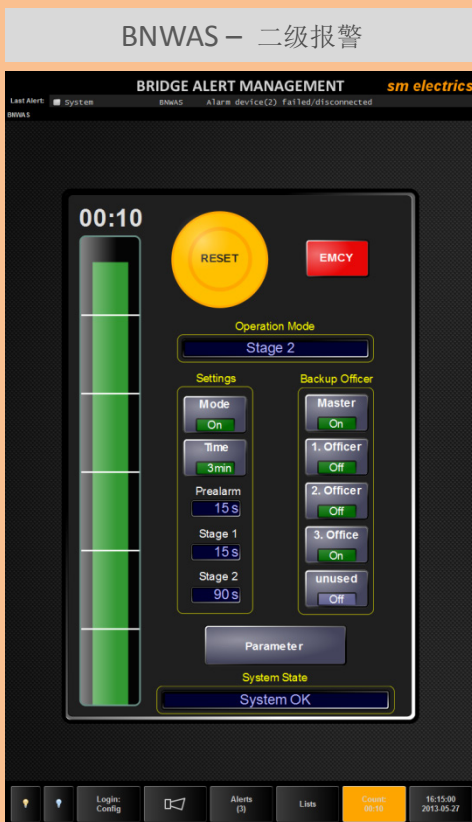 BNWAS – 二级报警
BRIDGE ALERT MANAGEMENT
sm electrics
Last Alert: System BNWAS Alarm device(2) failed/disconnected
BNWAS
00:10
RESET
EMCY
Operation Mode
Stage 2
Settings
Backup Officer
Mode
On
Master
On
Time
3min
1. Officer
Off
Prealarm
15 s
2. Officer
Off
Stage 1
15 s
3. Office
On
Stage 2
90 s
unused
Off
Parameter
System State
System OK
Login:
Config
Alerts
(3)
Lists
Count:
00:10
16:15:00
2013-05-27